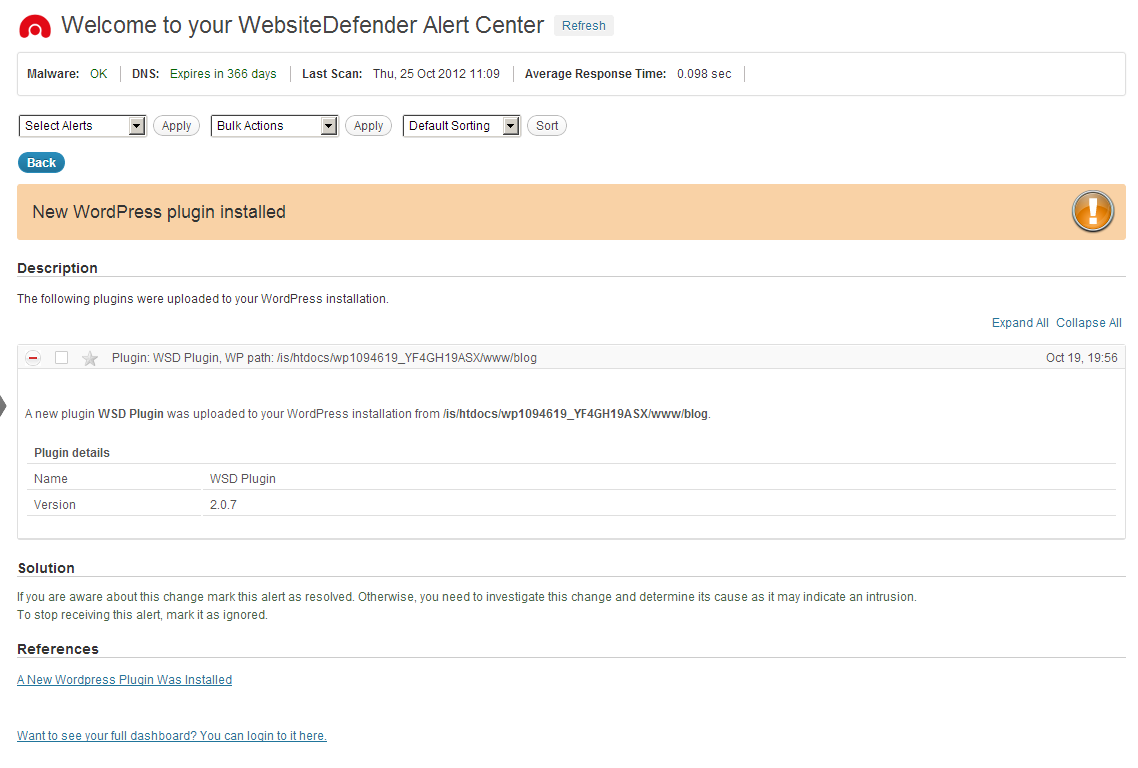 Welcome to your WebsiteDefender Alert Center Refresh
Malware: OK DNS: Expires in 366 days Last Scan: Thu, 25 Oct 2012 11:09 Average Response Time: 0.098 sec
Select Alerts Apply Bulk Actions Apply Default Sorting Sort
Back
New WordPress plugin installed
Description
The following plugins were uploaded to your WordPress installation.
Expand All Collapse All
Plugin: WSD Plugin, WP path: /is/htdocs/wp1094619_YF4GH19ASX/www/blog Oct 19, 19:56
A new plugin WSD Plugin was uploaded to your WordPress installation from /is/htdocs/wp1094619_YF4GH19ASX/www/blog.
Plugin details
Name WSD Plugin
Version 2.0.7
Solution
If you are aware about this change mark this alert as resolved. Otherwise, you need to investigate this change and determine its cause as it may indicate an intrusion.
To stop receiving this alert, mark it as ignored.
References
A New Wordpress Plugin Was Installed
Want to see your full dashboard? You can login to it here.